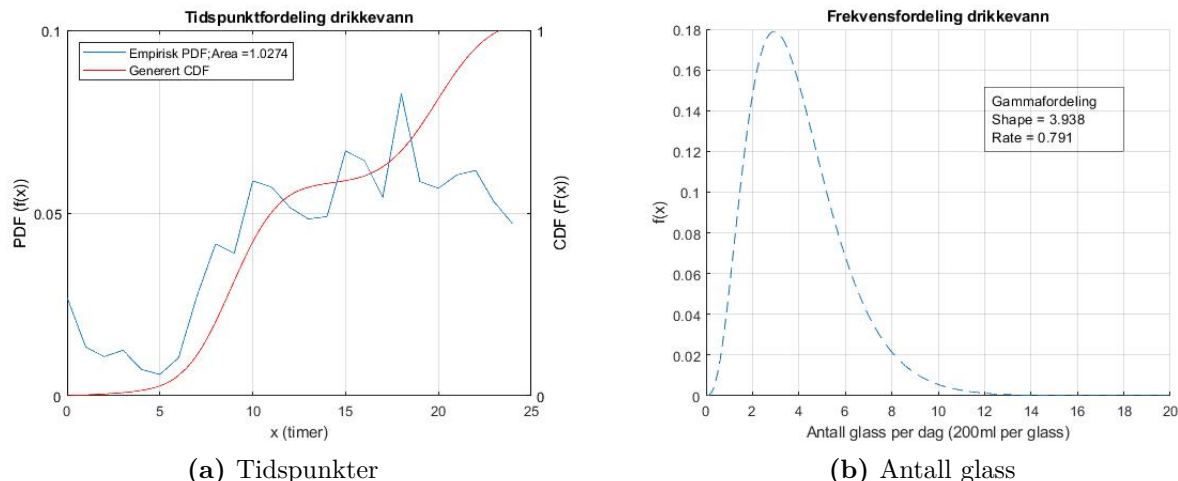 Tidspunktfordeling drikkevann
0.1
0.05
0
PDF (f(x))
Empirisk PDF;Area =1.0274
Generert CDF
1
0
CDF (F(x))
0 5 10 15 20 25
x (timer)
(a) Tidspunkter
Frekvensfordeling drikkevann
0.18
0.16
0.14
0.12
0.1
0.08
0.06
0.04
0.02
0
f(x)
Gammafordeling
Shape = 3.938
Rate = 0.791
0 2 4 6 8 10 12 14 16 18 20
Antall glass per dag (200ml per glass)
(b) Antall glass